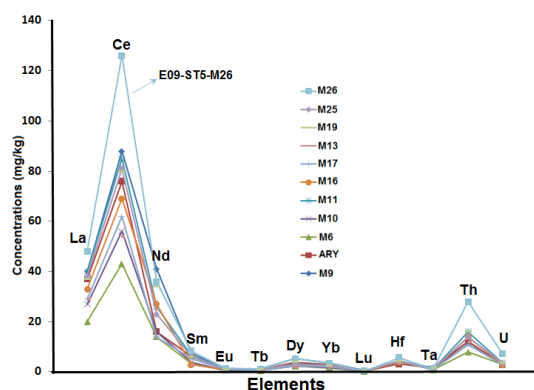 140
120
100
80
60
40
20
0
Concentrations (mg/kg)
Ce
E09-ST5-M26
La
Nd
Sm
Eu
Tb
Dy
Yb
Lu
Hf
Ta
Th
U
M26
M25
M19
M13
M17
M16
M11
M10
M6
ARY
M9
Elements